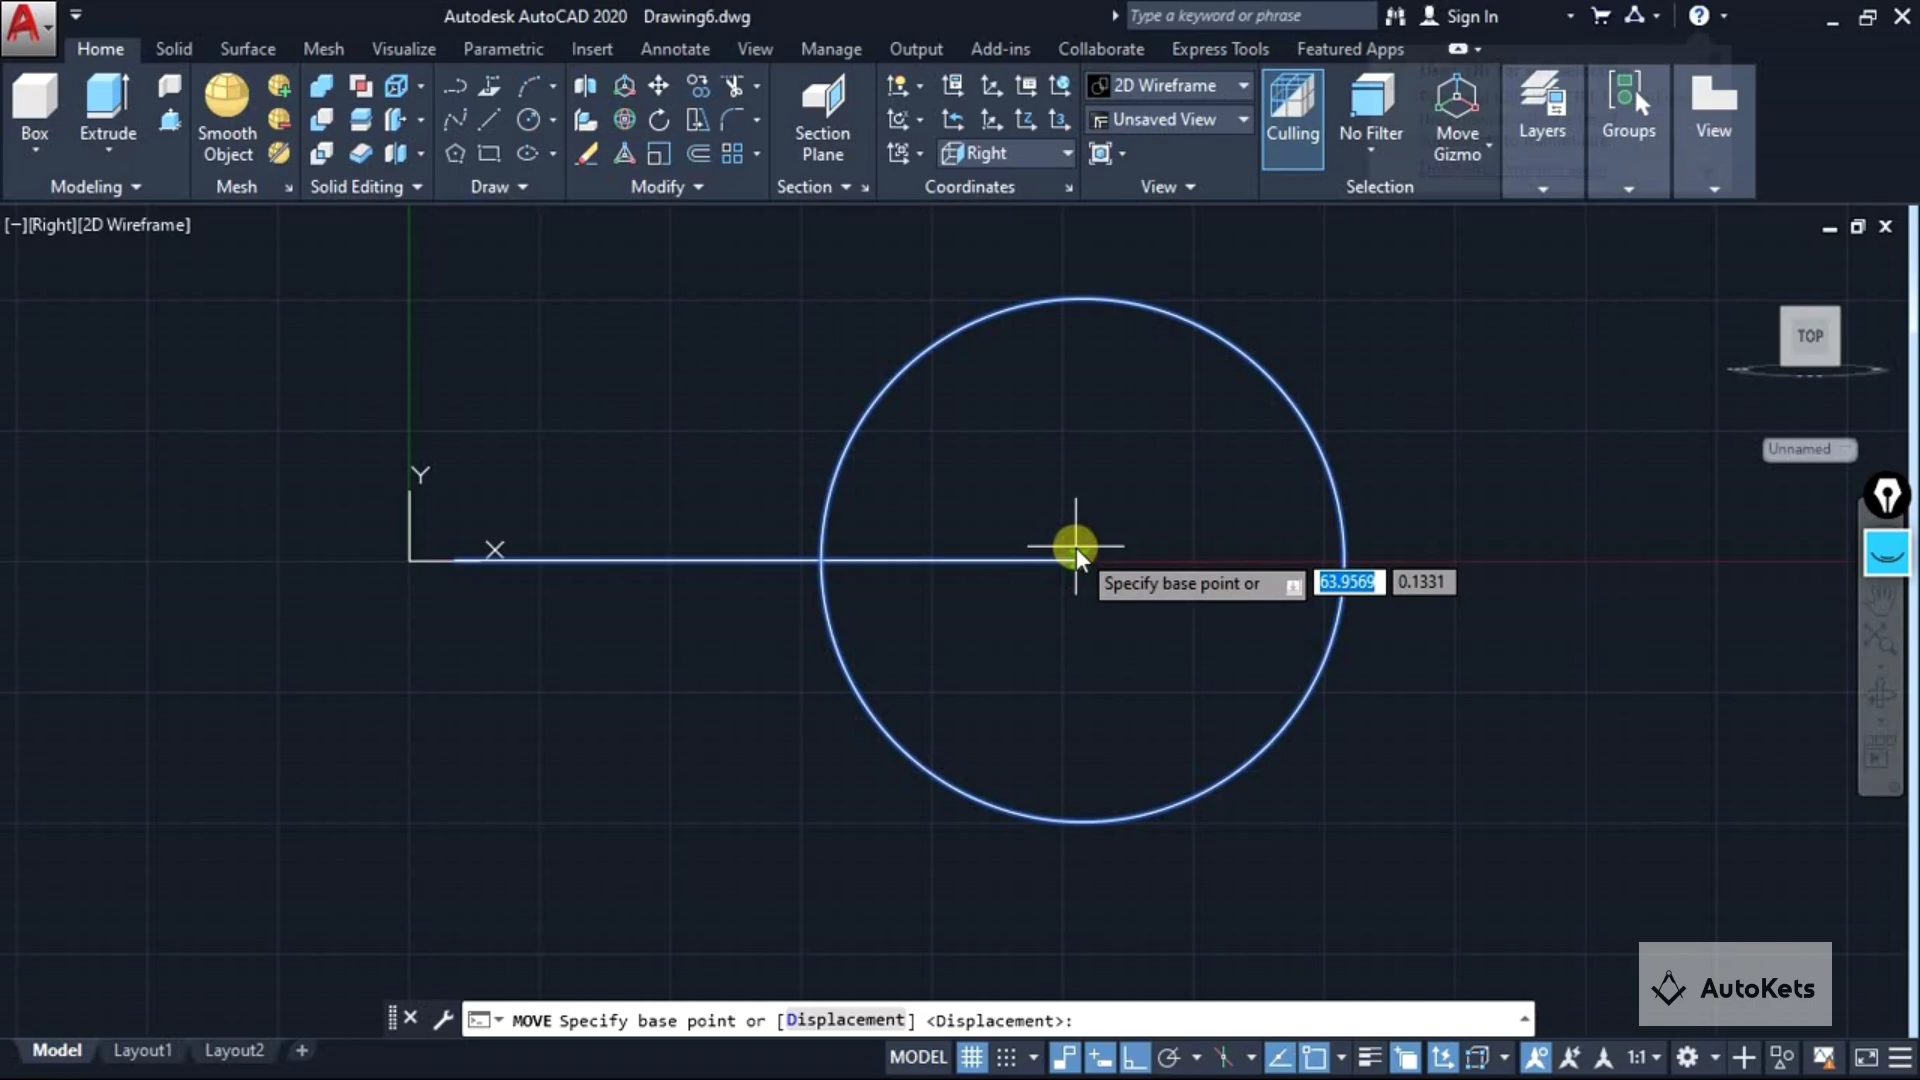 Autodesk AutoCAD 2020 Drawing6.dwg
Type a keyword or phrase
Sign In
Home Solid Surface Mesh Visualize Parametric Insert Annotate View Manage Output Add-ins Collaborate Express Tools Featured Apps
Box
Extrude
Smooth
Object
Section
Plane
2D Wireframe
Unsaved View
Right
Culling
No Filter
Move
Gizmo
Layers
Groups
View
Modeling Mesh Solid Editing Draw Modify Section Coordinates View Selection
[−][Right][2D Wireframe]
TOP
Unnamed
Y
X
Specify base point or 63.9569 0.1331
AutoKets
MOVE Specify base point or [Displacement] <Displacement>:
Model Layout1 Layout2 +
MODEL 1:1